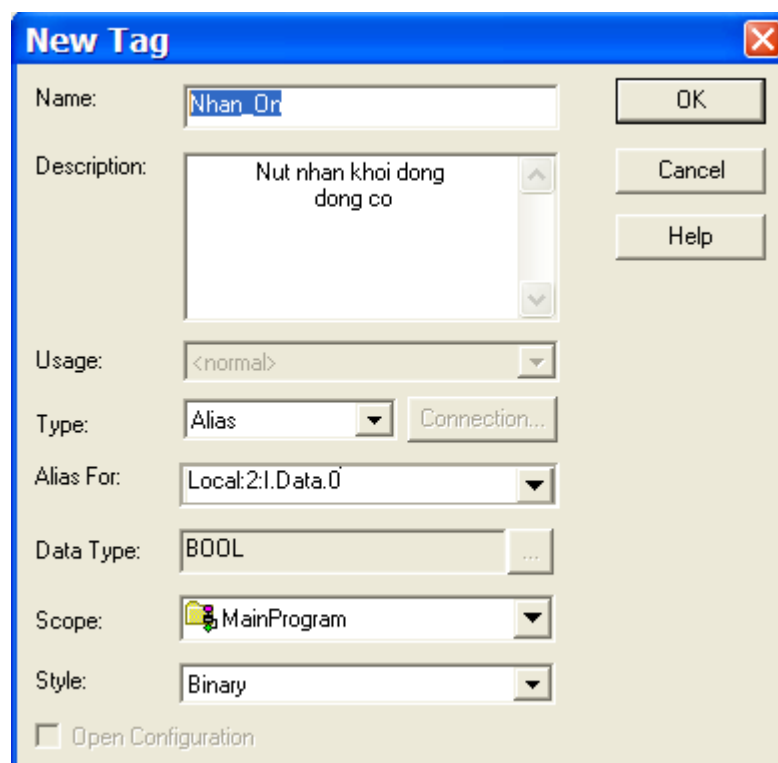 New Tag
Name:
Nhan_On
OK
Description:
Nut nhan khoi dong
dong co
Cancel
Help
Usage:
<normal>
Type:
Alias
Connection...
Alias For:
Local:2:I.Data.0
Data Type:
BOOL
...
Scope:
MainProgram
Style:
Binary
Open Configuration